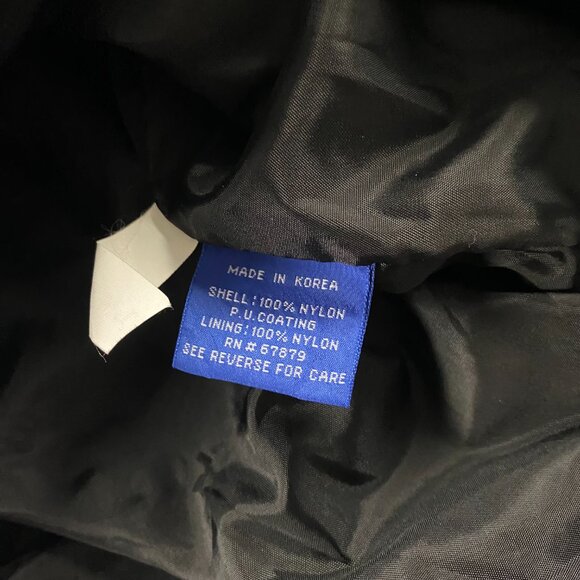 MADE IN KOREA
SHELL: 100% NYLON
P.U.COATING
LINING: 100% NYLON
RN # 67879
SEE REVERSE FOR CARE